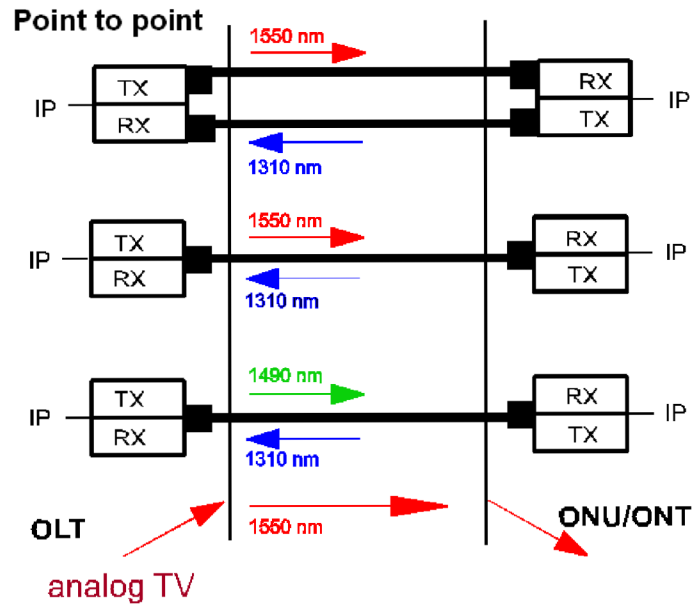 Point to point
1550 nm
TX
RX
IP
IP
RX
TX
1310 nm
1550 nm
TX
RX
IP
IP
RX
TX
1310 nm
1490 nm
TX
RX
IP
IP
RX
TX
1310 nm
OLT
1550 nm
ONU/ONT
analog TV